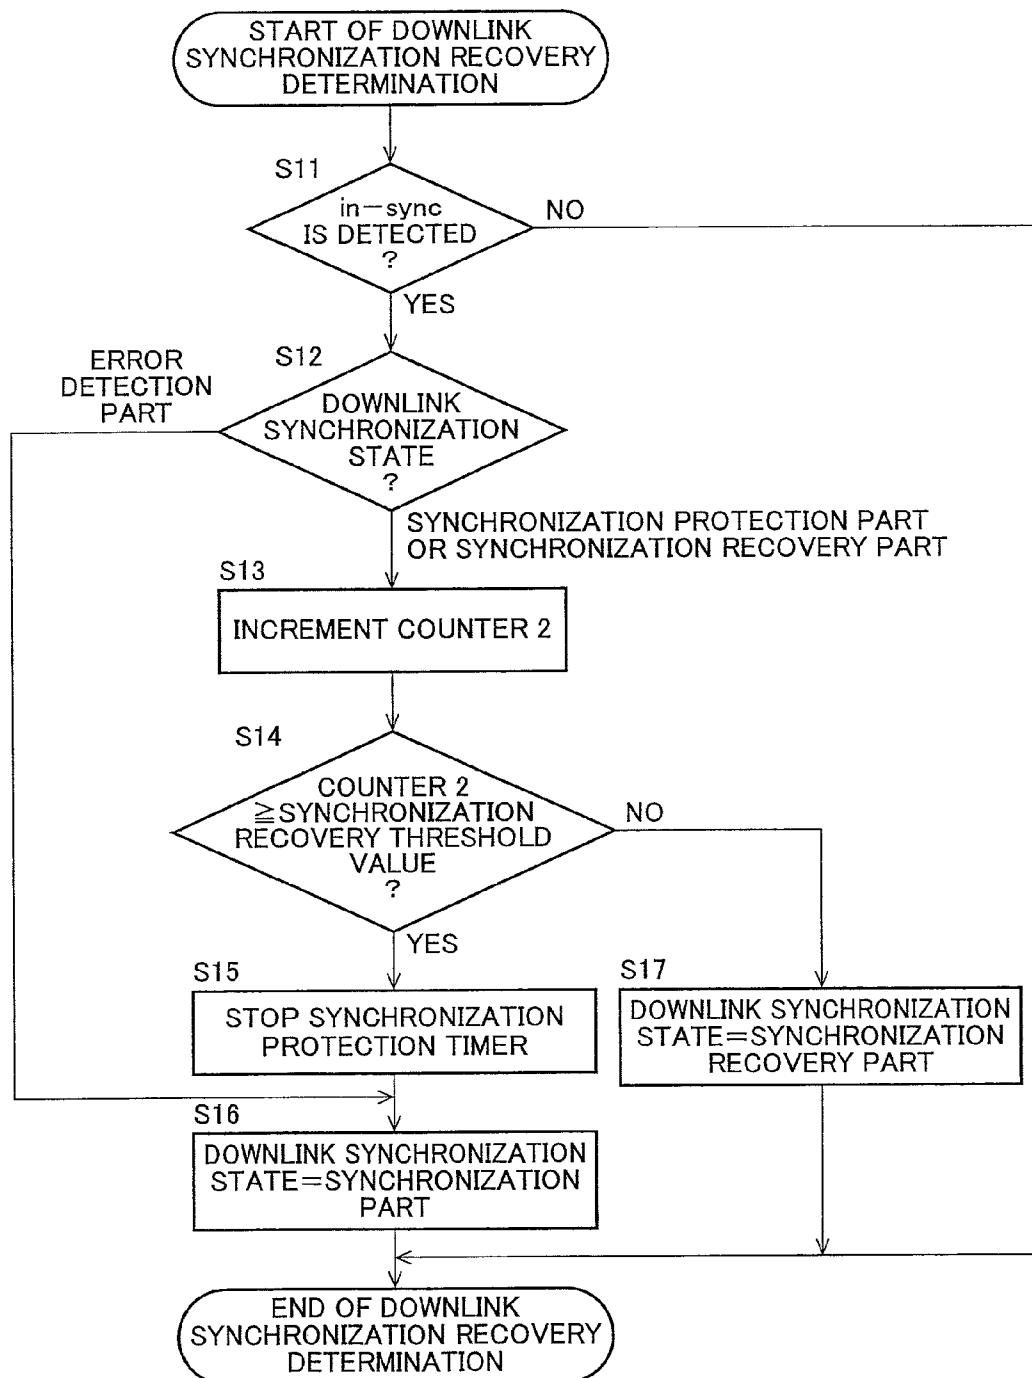 START OF DOWNLINK
SYNCHRONIZATION RECOVERY
DETERMINATION
S11
in-sync
IS DETECTED
?
NO
YES
S12
ERROR
DETECTION
PART
DOWNLINK
SYNCHRONIZATION
STATE
?
SYNCHRONIZATION PROTECTION PART
OR SYNCHRONIZATION RECOVERY PART
S13
INCREMENT COUNTER 2
S14
COUNTER 2
≧SYNCHRONIZATION
RECOVERY THRESHOLD
VALUE
?
NO
YES
S15
STOP SYNCHRONIZATION
PROTECTION TIMER
S17
DOWNLINK SYNCHRONIZATION
STATE=SYNCHRONIZATION
RECOVERY PART
S16
DOWNLINK SYNCHRONIZATION
STATE=SYNCHRONIZATION
PART
END OF DOWNLINK
SYNCHRONIZATION RECOVERY
DETERMINATION